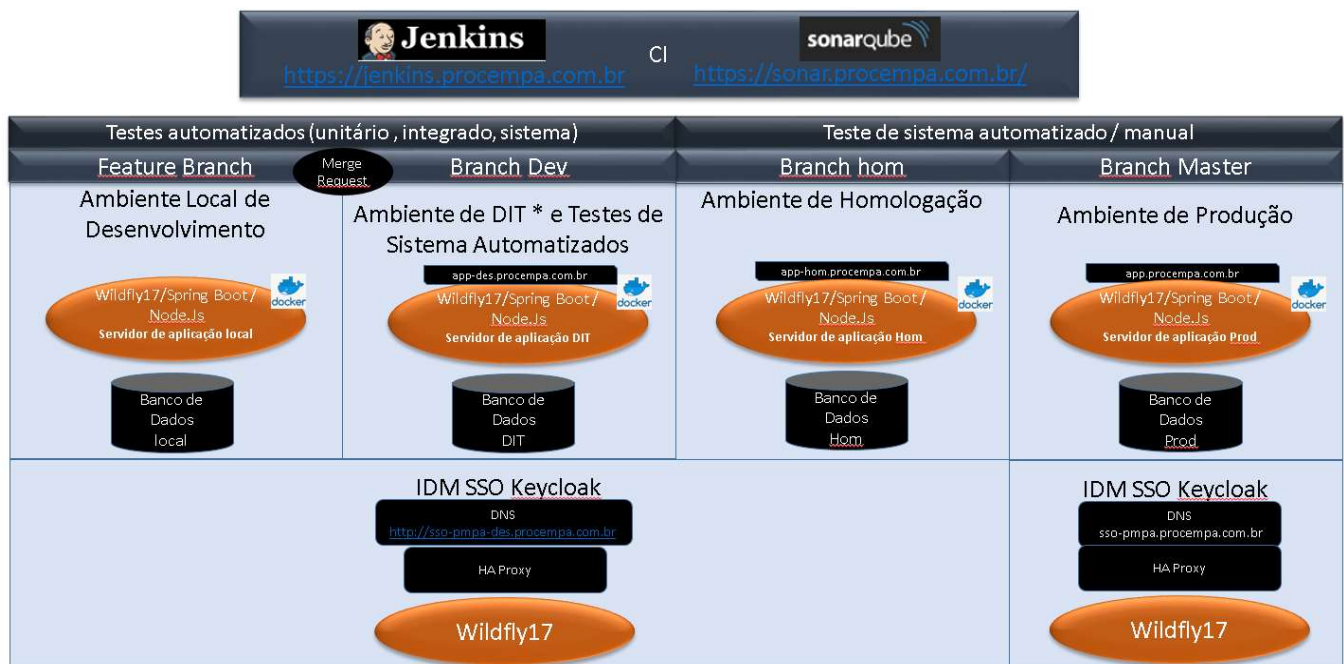 Jenkins
https://jenkins.procempa.com.br
CI
sonarqube
https://sonar.procempa.com.br/
Testes automatizados (unitário , integrado, sistema)
Teste de sistema automatizado / manual
Feature Branch
Merge
Request
Branch Dev
Branch hom
Branch Master
Ambiente Local de
Desenvolvimento
Wildfly17/Spring Boot/
Node.Js
Servidor de aplicação local
docker
Banco de
Dados
local
Ambiente de DIT * e Testes de
Sistema Automatizados
app-des.procempa.com.br
Wildfly17/Spring Boot/
Node.Js
Servidor de aplicação DIT
docker
Banco de
Dados
DIT
Ambiente de Homologação
app-hom.procempa.com.br
Wildfly17/Spring Boot/
Node.Js
Servidor de aplicação Hom
docker
Banco de
Dados
Hom
Ambiente de Produção
app.procempa.com.br
Wildfly17/Spring Boot/
Node.Js
Servidor de aplicação Prod
docker
Banco de
Dados
Prod
IDM SSO Keycloak
DNS
http://sso-pmpa-des.procempa.com.br
HA Proxy
Wildfly17
IDM SSO Keycloak
DNS
sso-pmpa.procempa.com.br
HA Proxy
Wildfly17